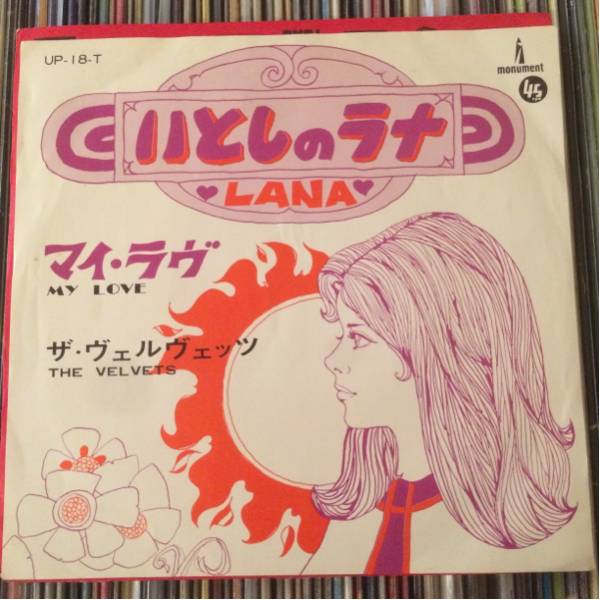 UP-18-T
monument
45
いとしのラナ
LANA
マイ・ラヴ
MY LOVE
ザ・ヴェルヴェッツ
THE VELVETS